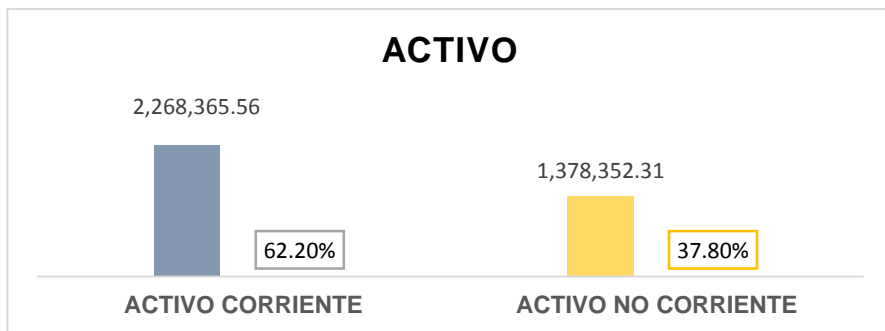 ACTIVO
2,268,365.56
1,378,352.31
62.20%
37.80%
ACTIVO CORRIENTE
ACTIVO NO CORRIENTE